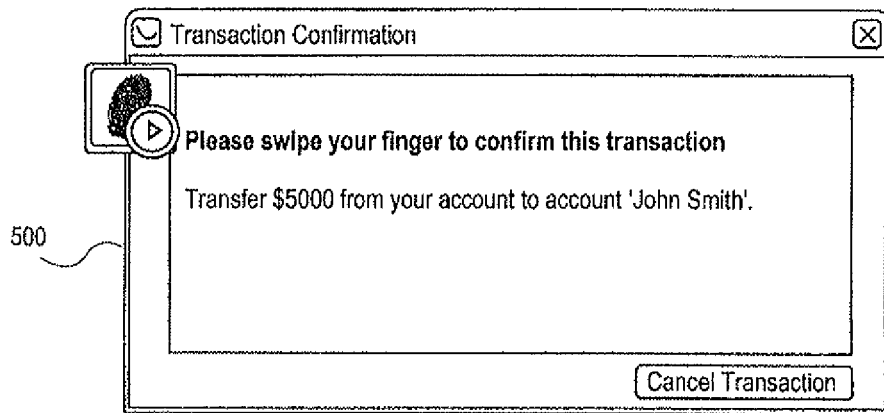 Transaction Confirmation
Please swipe your finger to confirm this transaction
Transfer $5000 from your account to account 'John Smith'.
500
Cancel Transaction